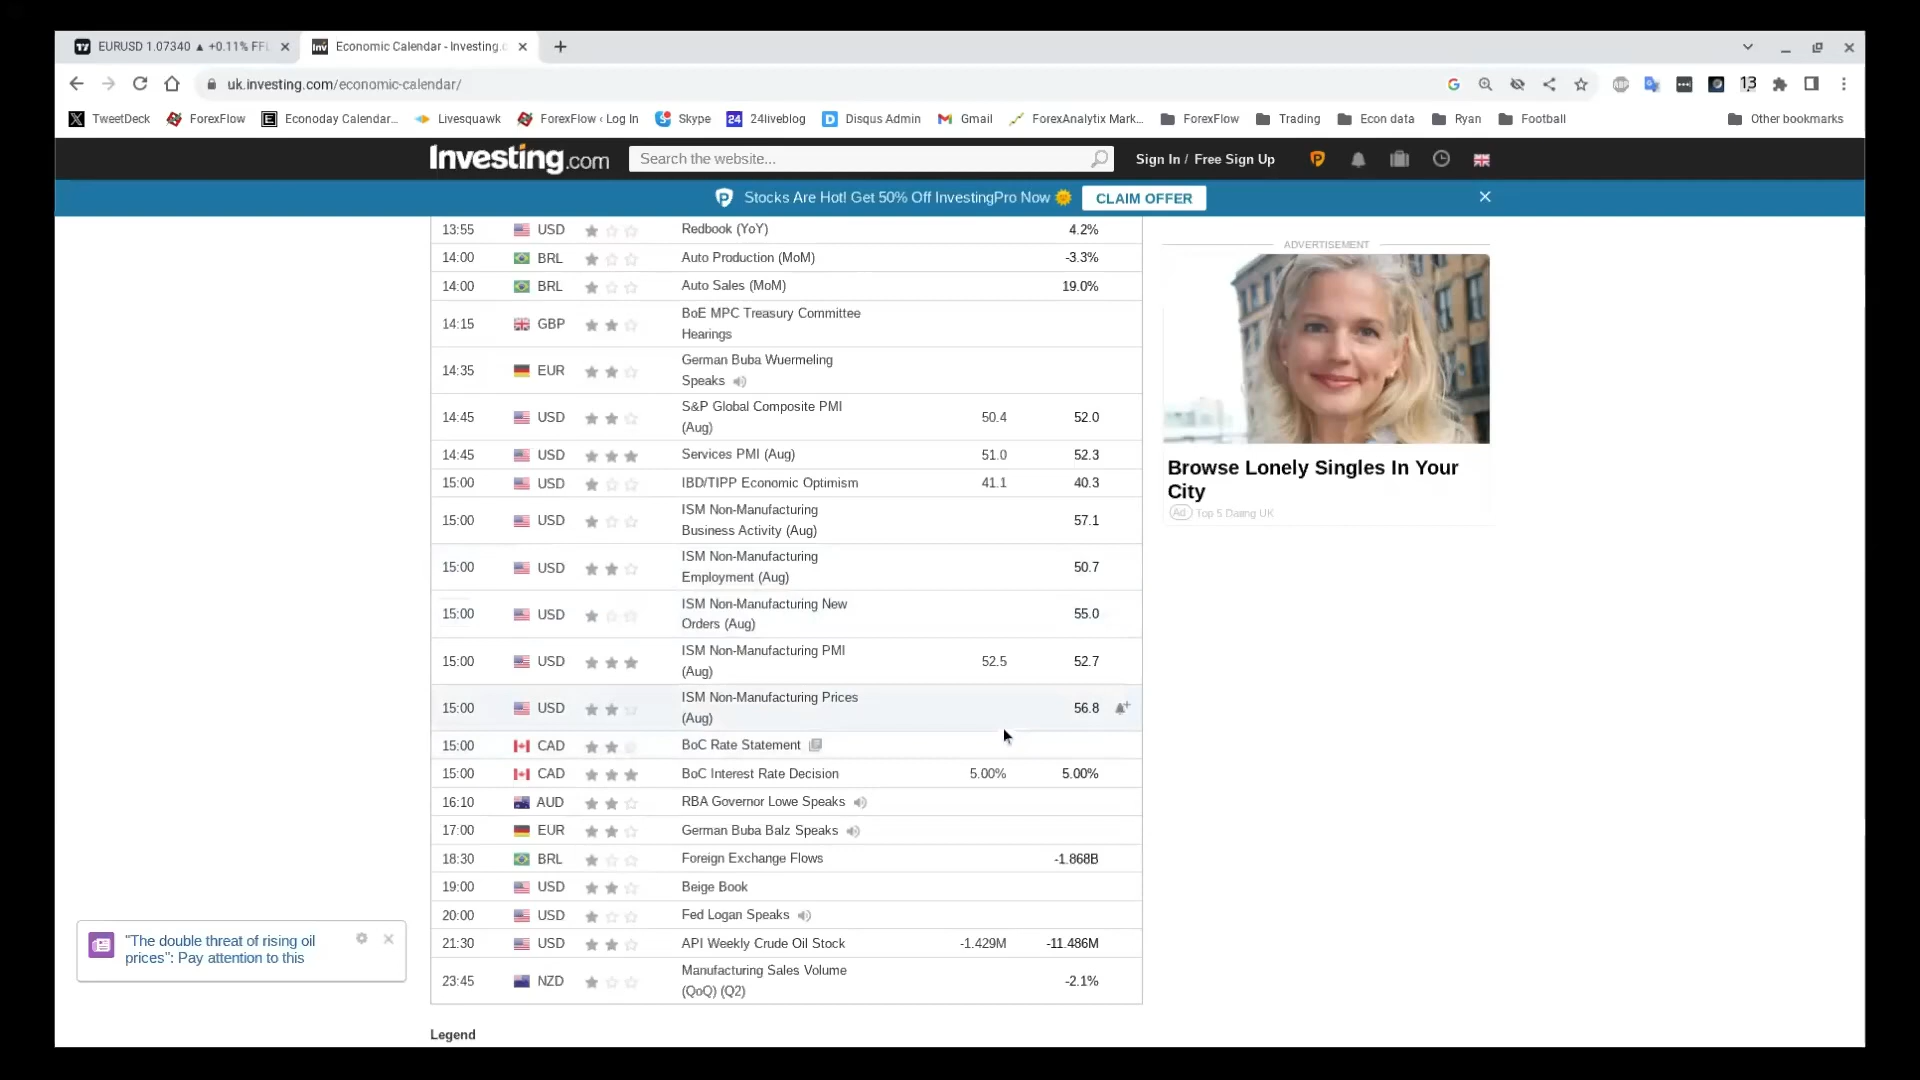 EURUSD 1.07340 ▲ +0.11% FFL
Economic Calendar - Investing.c
uk.investing.com/economic-calendar/
13
TweetDeck
ForexFlow
Econoday Calendar...
Livesquawk
ForexFlow ‹ Log In
Skype
24 24liveblog
Disqus Admin
Gmail
ForexAnalytix Mark...
ForexFlow
Trading
Econ data
Ryan
Football
Other bookmarks
Investing.com
Search the website...
Sign In / Free Sign Up
Stocks Are Hot! Get 50% Off InvestingPro Now
CLAIM OFFER
13:55 USD Redbook (YoY) 4.2%
14:00 BRL Auto Production (MoM) -3.3%
14:00 BRL Auto Sales (MoM) 19.0%
14:15 GBP BoE MPC Treasury Committee
Hearings
14:35 EUR German Buba Wuermeling
Speaks
14:45 USD S&P Global Composite PMI 50.4 52.0
(Aug)
14:45 USD Services PMI (Aug) 51.0 52.3
15:00 USD IBD/TIPP Economic Optimism 41.1 40.3
15:00 USD ISM Non-Manufacturing 57.1
Business Activity (Aug)
15:00 USD ISM Non-Manufacturing 50.7
Employment (Aug)
15:00 USD ISM Non-Manufacturing New 55.0
Orders (Aug)
15:00 USD ISM Non-Manufacturing PMI 52.5 52.7
(Aug)
15:00 USD ISM Non-Manufacturing Prices 56.8
(Aug)
15:00 CAD BoC Rate Statement
15:00 CAD BoC Interest Rate Decision 5.00% 5.00%
16:10 AUD RBA Governor Lowe Speaks
17:00 EUR German Buba Balz Speaks
18:30 BRL Foreign Exchange Flows -1.868B
19:00 USD Beige Book
20:00 USD Fed Logan Speaks
21:30 USD API Weekly Crude Oil Stock -1.429M -11.486M
23:45 NZD Manufacturing Sales Volume -2.1%
(QoQ) (Q2)
Legend
ADVERTISEMENT
Browse Lonely Singles In Your
City
Ad Top 5 Dating UK
"The double threat of rising oil
prices": Pay attention to this